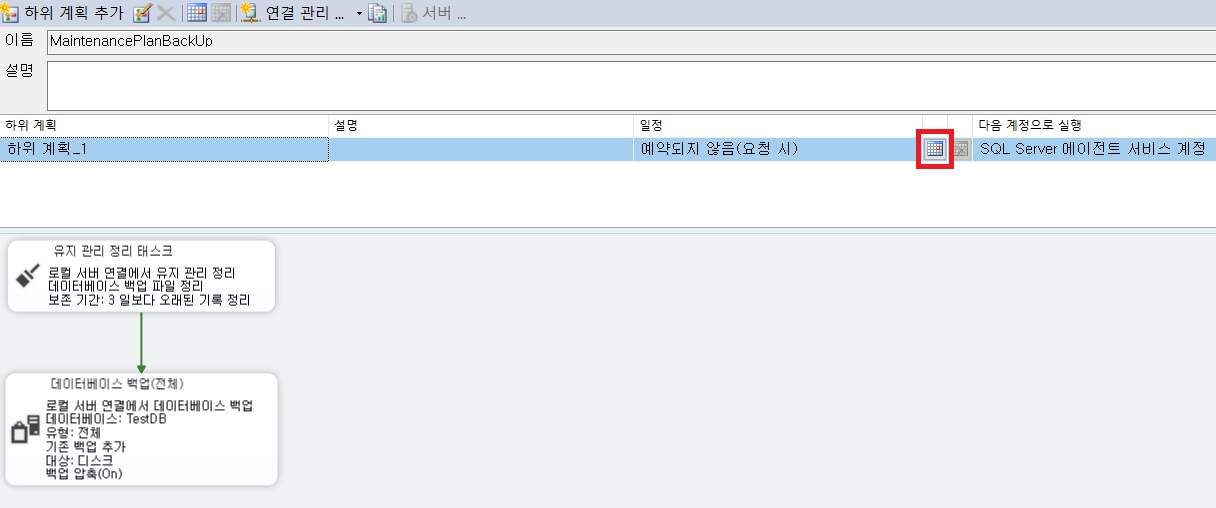 하위 계획 추가 연결 관리 ... 서버 ...
이름 MaintenancePlanBackUp
설명
하위 계획 설명 일정 다음 계정으로 실행
하위 계획_1 예약되지 않음(요청 시) SQL Server 에이전트 서비스 계정
유지 관리 정리 태스크
로컬 서버 연결에서 유지 관리 정리
데이터베이스 백업 파일 정리
보존 기간: 3 일보다 오래된 기록 정리
데이터베이스 백업(전체)
로컬 서버 연결에서 데이터베이스 백업
데이터베이스: TestDB
유형: 전체
기존 백업 추가
대상: 디스크
백업 압축(On)